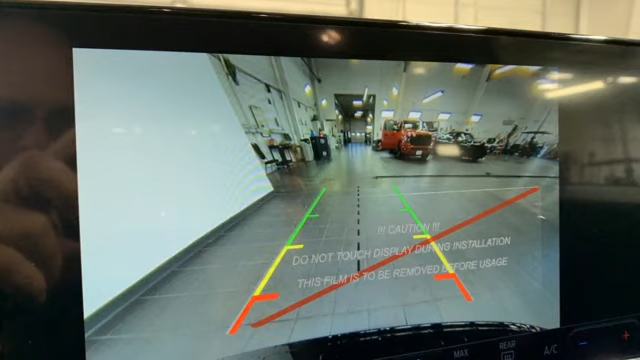 !!! CAUTION !!!
DO NOT TOUCH DISPLAY DURING INSTALLATION
THIS FILM IS TO BE REMOVED BEFORE USAGE
MAX
REAR
A/C